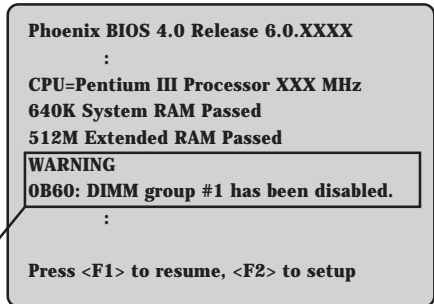 Phoenix BIOS 4.0 Release 6.0.XXXX
:
CPU=Pentium III Processor XXX MHz
640K System RAM Passed
512M Extended RAM Passed
WARNING
0B60: DIMM group #1 has been disabled.
:
Press <F1> to resume, <F2> to setup